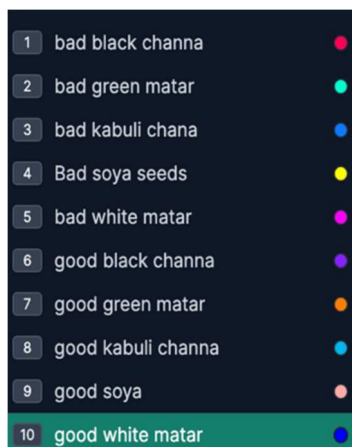 1 bad black channa
2 bad green matar
3 bad kabuli chana
4 Bad soya seeds
5 bad white matar
6 good black channa
7 good green matar
8 good kabuli channa
9 good soya
10 good white matar